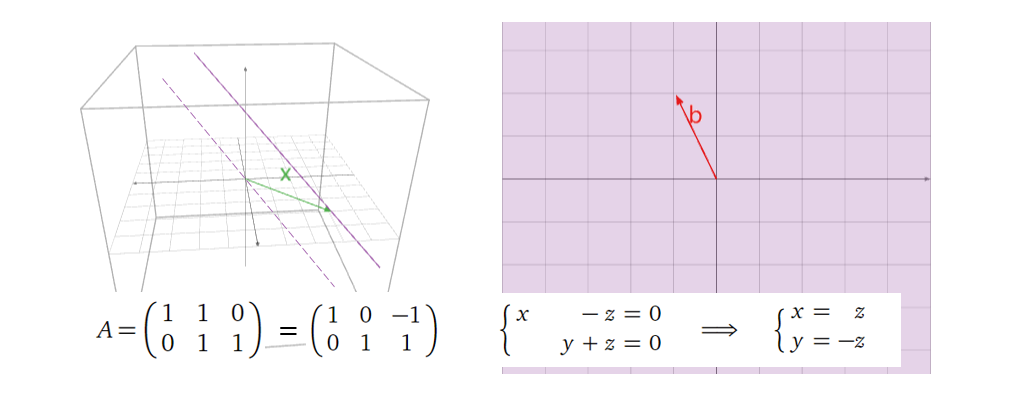 x
b
A = (1 1 0
0 1 1) = (1 0 −1
0 1 1)
{x − z = 0
y + z = 0 ⟹ {x = z
y = −z